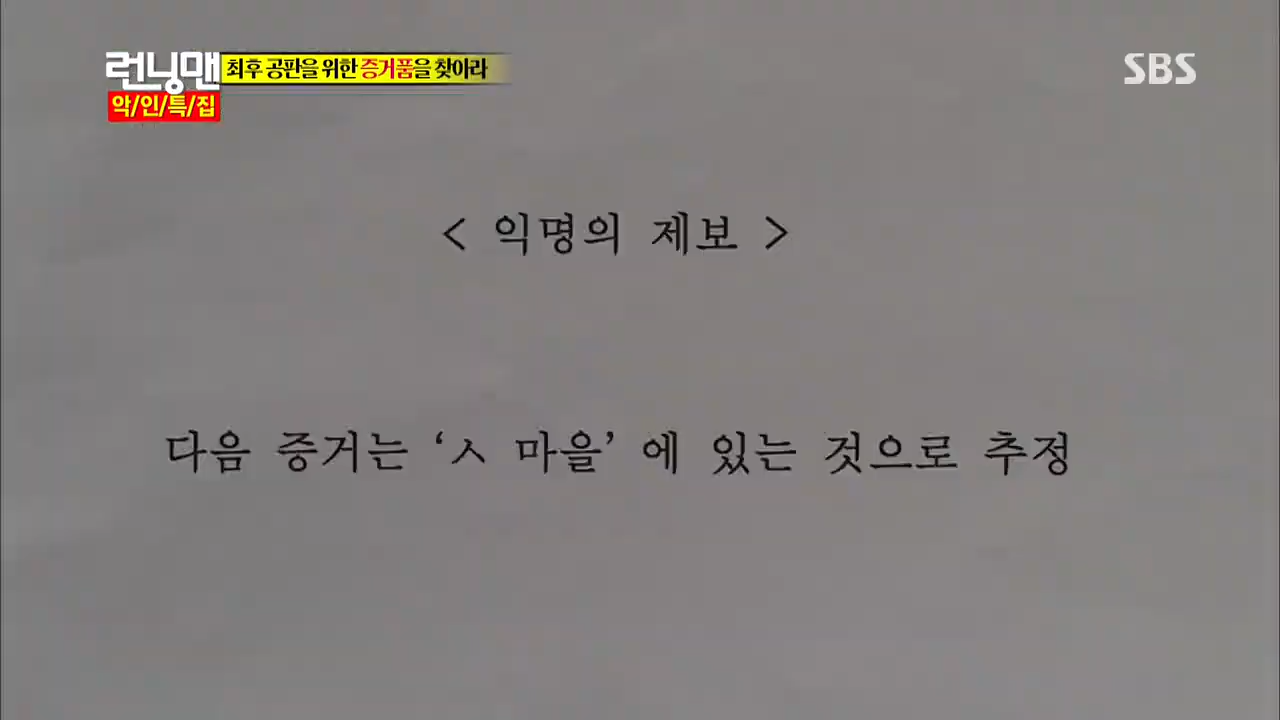 런닝맨 최후 공판을 위한 증거품을 찾아라
SBS
악/인/특/집
< 익명의 제보 >
다음 증거는 ‘ㅅ 마을’ 에 있는 것으로 추정